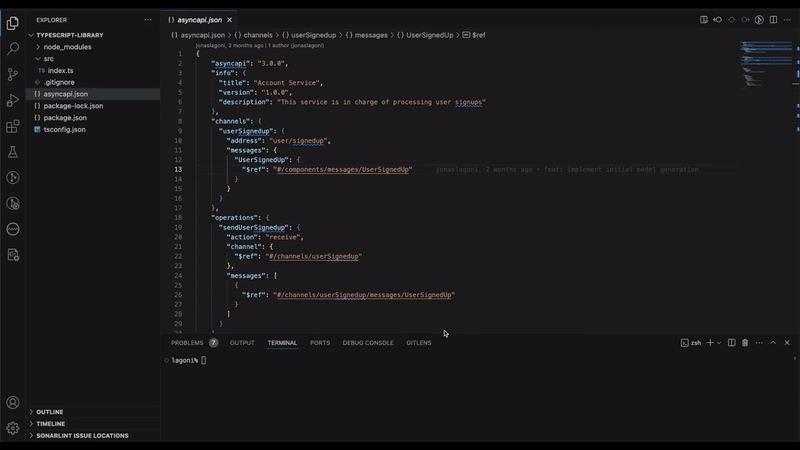 EXPLORER
TYPESCRIPT-LIBRARY
node_modules
src
TS index.ts
.gitignore
asyncapi.json
package-lock.json
package.json
tsconfig.json
OUTLINE
TIMELINE
SONARLINT ISSUE LOCATIONS
asyncapi.json
asyncapi.json > channels > userSignedup > messages > UserSignedUp > $ref
jonaslagoni, 2 months ago | 1 author (jonaslagoni)
1 {
2 "asyncapi": "3.0.0",
3 "info": {
4 "title": "Account Service",
5 "version": "1.0.0",
6 "description": "This service is in charge of processing user signups"
7 },
8 "channels": {
9 "userSignedup": {
10 "address": "user/signedup",
11 "messages": {
12 "UserSignedUp": {
13 "$ref": "#/components/messages/UserSignedUp" jonaslagoni, 2 months ago • feat: implement initial model generation
14 }
15 }
16 }
17 },
18 "operations": {
19 "sendUserSignedup": {
20 "action": "receive",
21 "channel": {
22 "$ref": "#/channels/userSignedup"
23 },
24 "messages": [
25 {
26 "$ref": "#/channels/userSignedup/messages/UserSignedUp"
27 }
28 ]
29 }
PROBLEMS 7 OUTPUT TERMINAL PORTS DEBUG CONSOLE GITLENS
zsh
lagoni%